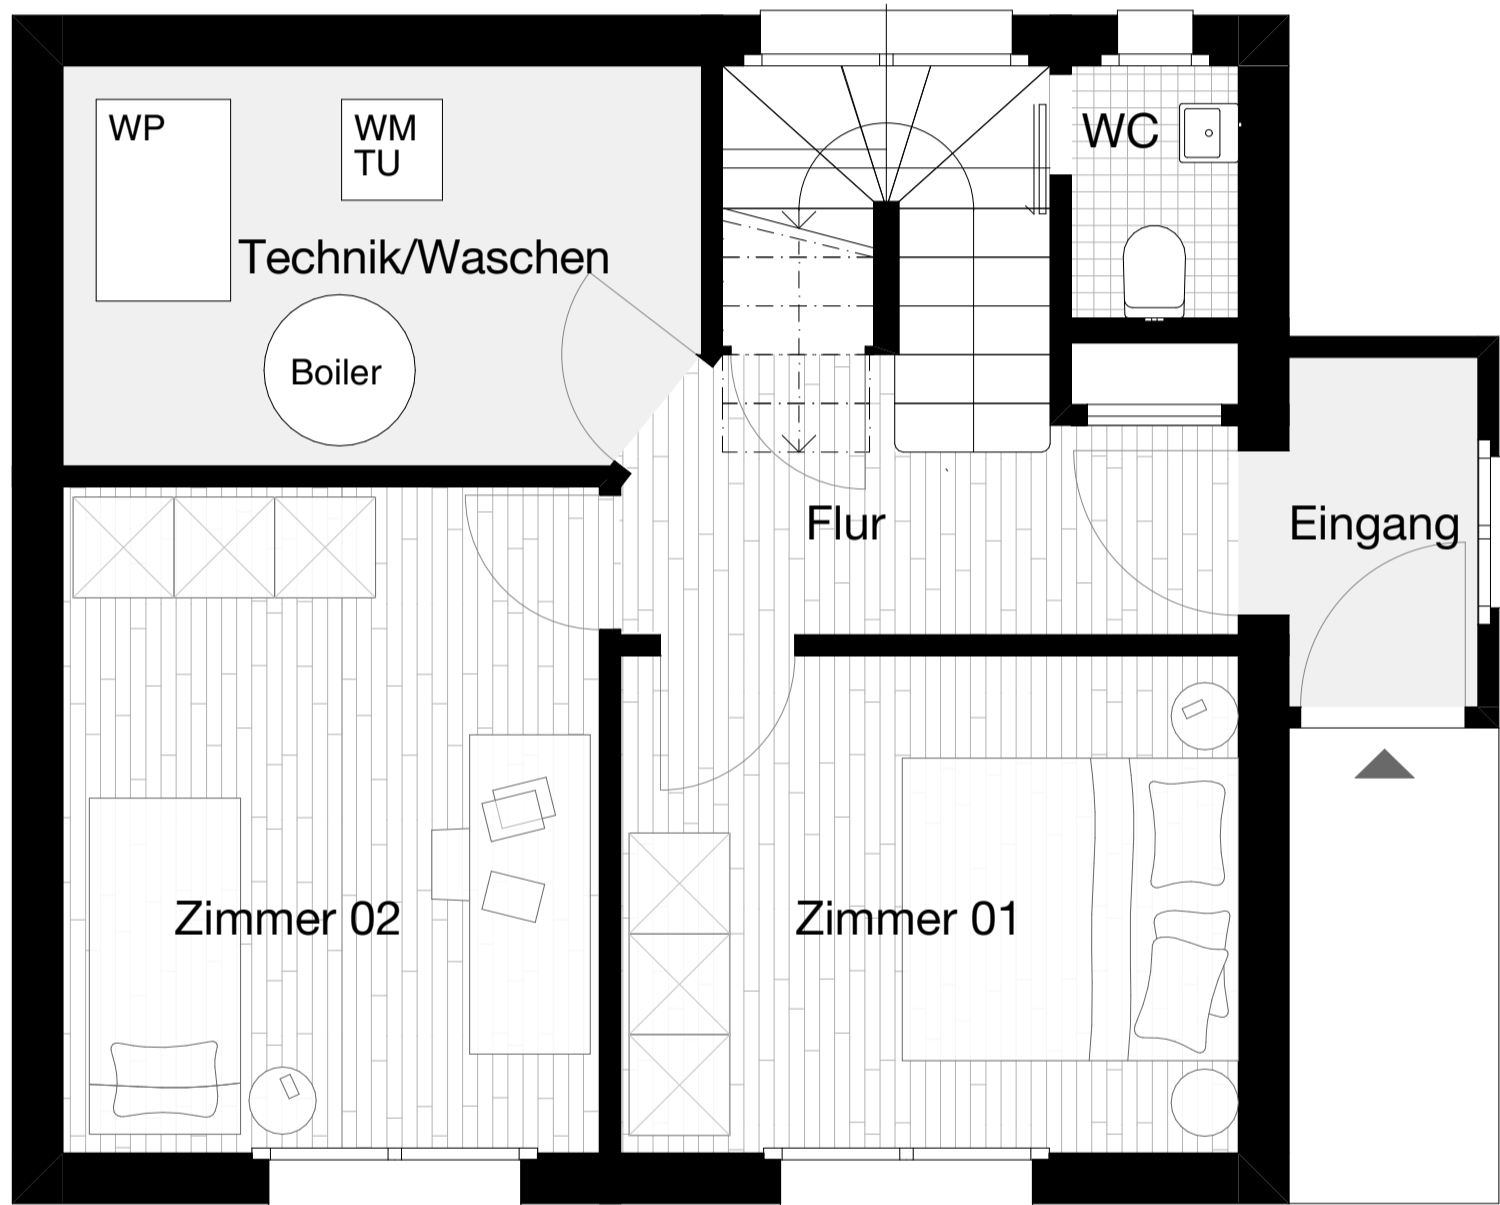 WP
WM
TU
WC
Technik/Waschen
Boiler
Flur
Eingang
Zimmer 02
Zimmer 01